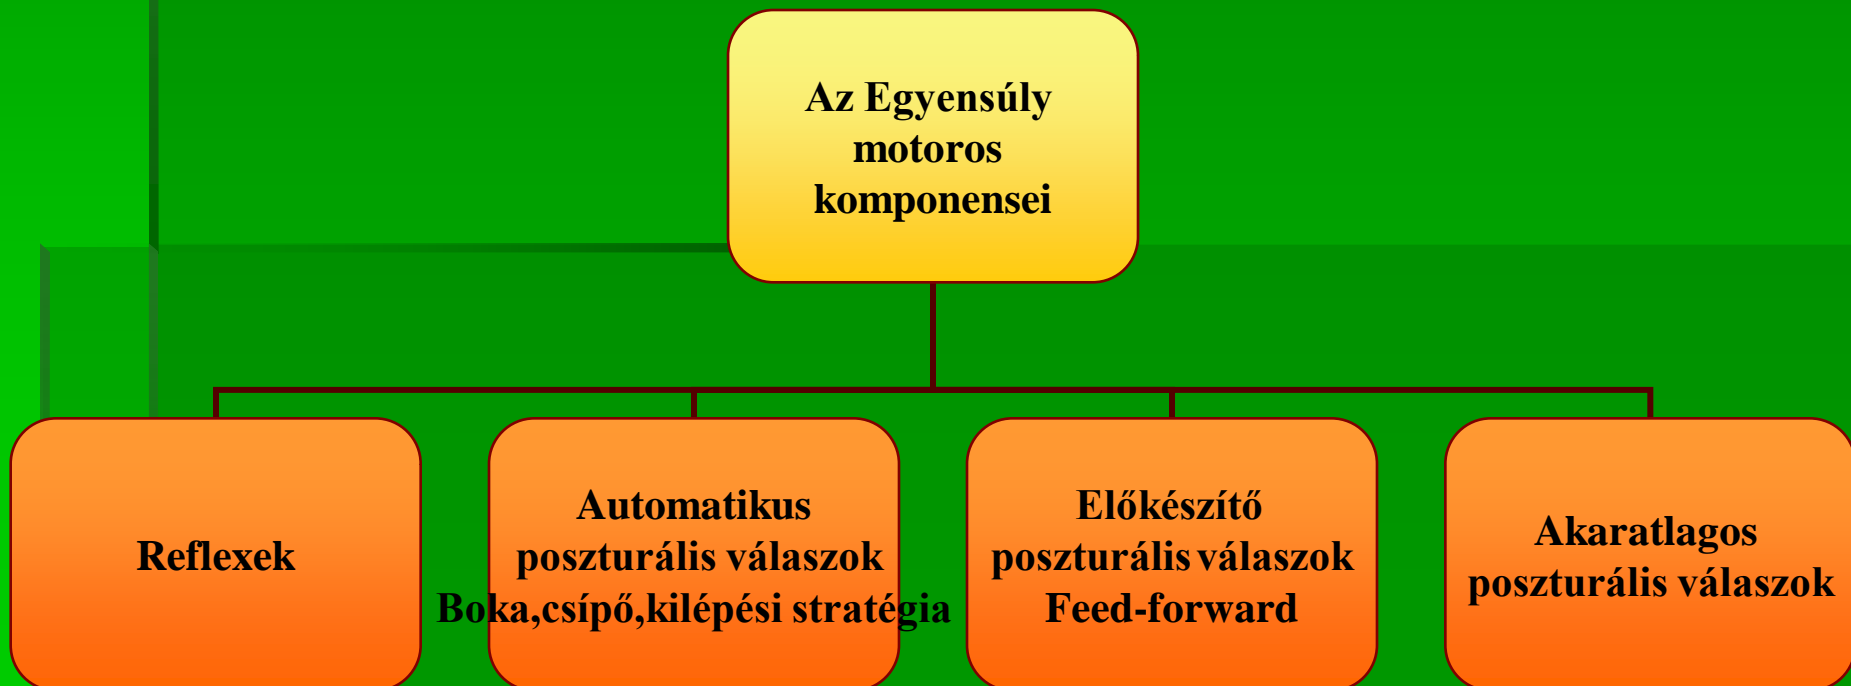 Az Egyensúly
motoros
komponensei
Reflexek
Automatikus
poszturális válaszok
Boka,csípő,kilépési stratégia
Előkészítő
poszturális válaszok
Feed-forward
Akaratlagos
poszturális válaszok